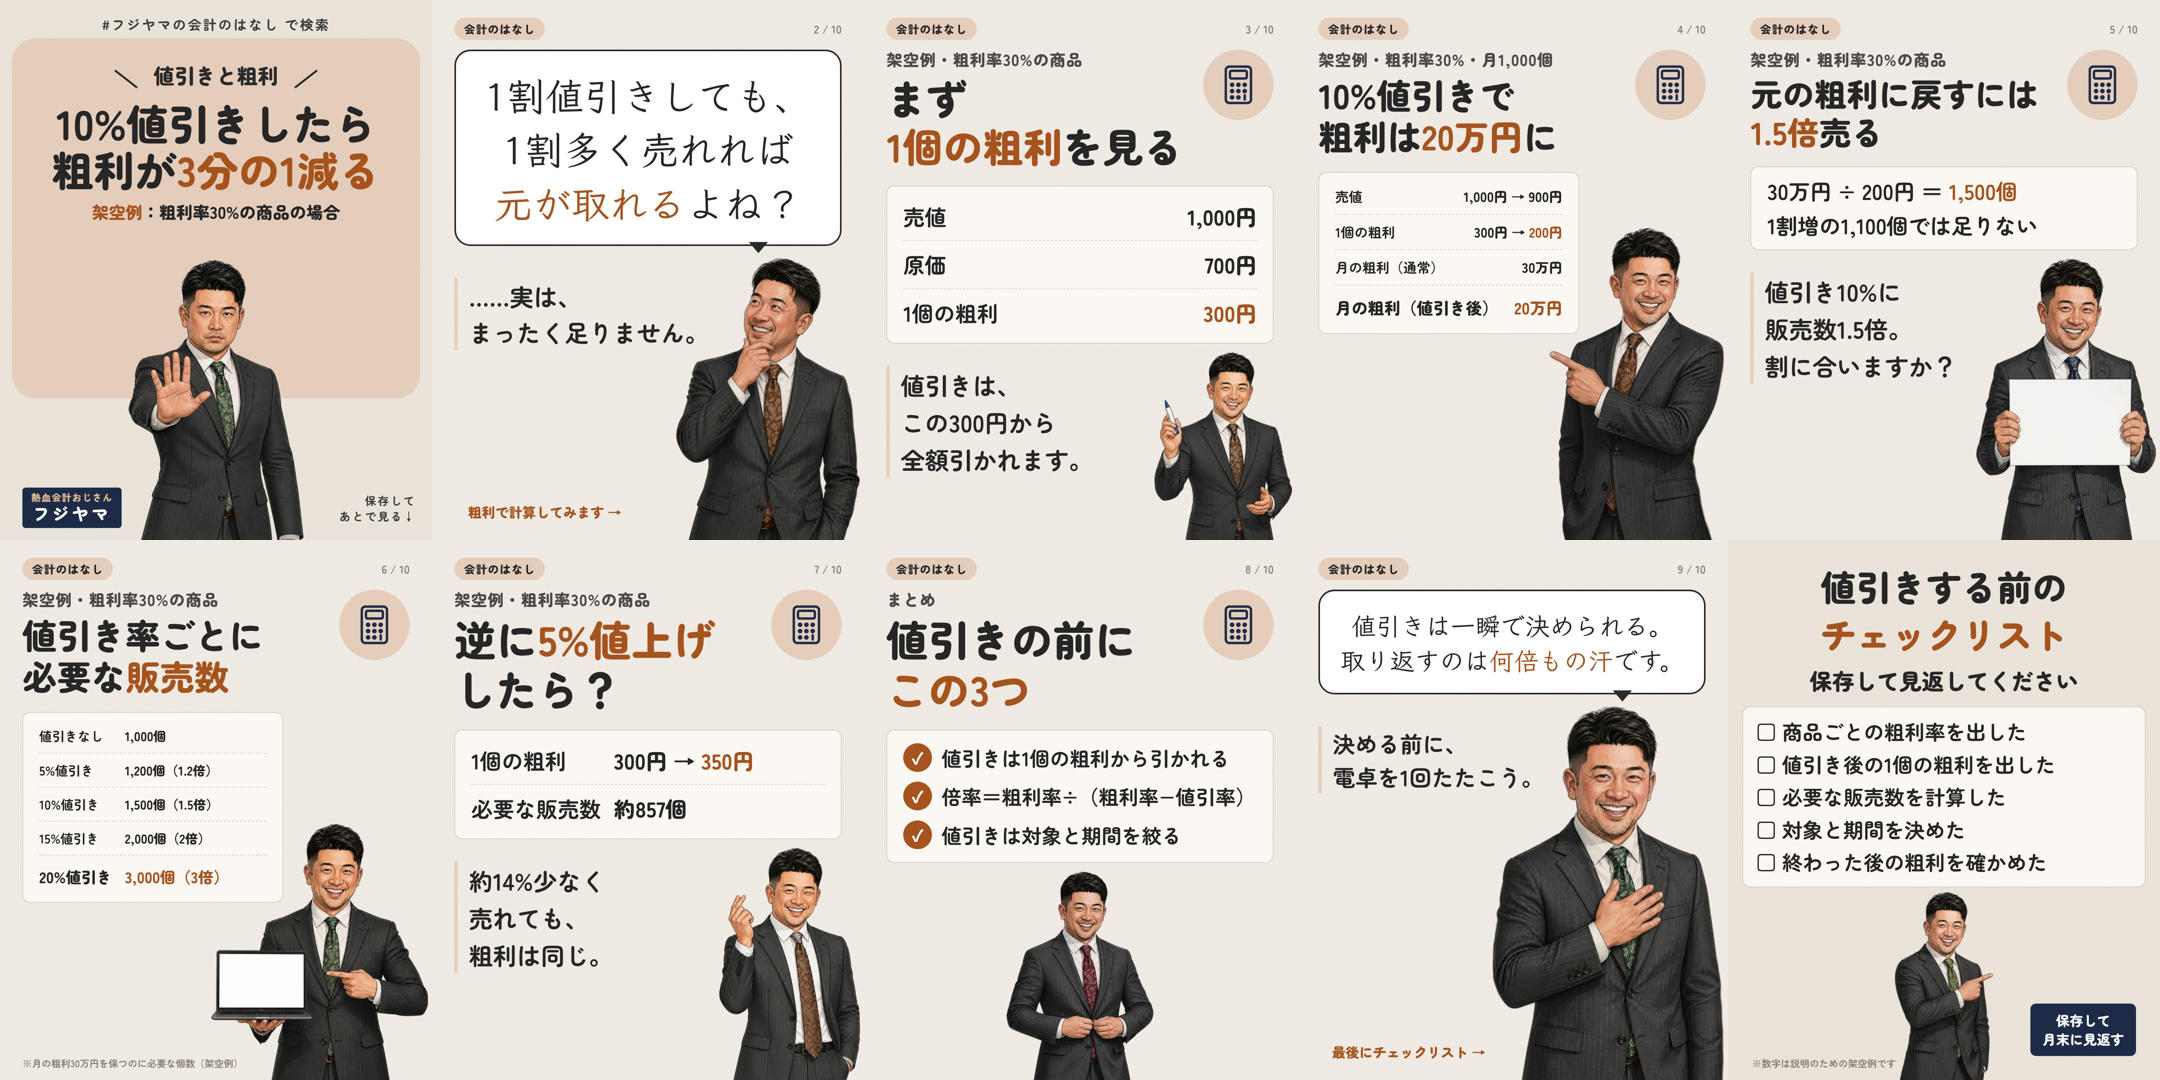 #フジヤマの会計のはなし で検索
値引きと粗利
10%値引きしたら
粗利が3分の1減る
架空例：粗利率30%の商品の場合
熱血会計おじさん
フジヤマ
保存して
あとで見る↓
会計のはなし
2 / 10
1割値引きしても、
1割多く売れれば
元が取れるよね？
……実は、
まったく足りません。
粗利で計算してみます →
会計のはなし
3 / 10
架空例・粗利率30%の商品
まず
1個の粗利を見る
売値 1,000円
原価 700円
1個の粗利 300円
値引きは、
この300円から
全額引かれます。
会計のはなし
4 / 10
架空例・粗利率30%・月1,000個
10%値引きで
粗利は20万円に
売値 1,000円 → 900円
1個の粗利 300円 → 200円
月の粗利（通常） 30万円
月の粗利（値引き後） 20万円
会計のはなし
5 / 10
架空例・粗利率30%の商品
元の粗利に戻すには
1.5倍売る
30万円 ÷ 200円 ＝ 1,500個
1割増の1,100個では足りない
値引き10%に
販売数1.5倍。
割に合いますか？
会計のはなし
6 / 10
架空例・粗利率30%の商品
値引き率ごとに
必要な販売数
値引きなし 1,000個
5%値引き 1,200個（1.2倍）
10%値引き 1,500個（1.5倍）
15%値引き 2,000個（2倍）
20%値引き 3,000個（3倍）
※月の粗利30万円を保つのに必要な個数（架空例）
会計のはなし
7 / 10
架空例・粗利率30%の商品
逆に5%値上げ
したら？
1個の粗利 300円 → 350円
必要な販売数 約857個
約14%少なく
売れても、
粗利は同じ。
会計のはなし
8 / 10
まとめ
値引きの前に
この3つ
値引きは1個の粗利から引かれる
倍率＝粗利率÷（粗利率−値引率）
値引きは対象と期間を絞る
会計のはなし
9 / 10
値引きは一瞬で決められる。
取り返すのは何倍もの汗です。
決める前に、
電卓を1回たたこう。
最後にチェックリスト →
値引きする前の
チェックリスト
保存して見返してください
商品ごとの粗利率を出した
値引き後の1個の粗利を出した
必要な販売数を計算した
対象と期間を決めた
終わった後の粗利を確かめた
保存して
月末に見返す
※数字は説明のための架空例です